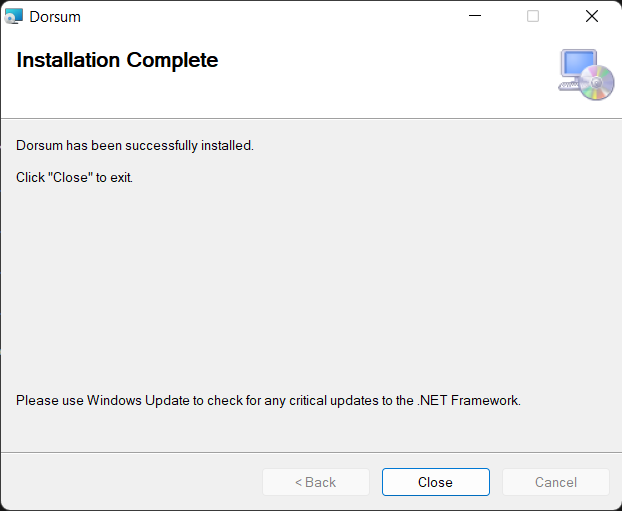 Dorsum
Installation Complete
Dorsum has been successfully installed.
Click "Close" to exit.
Please use Windows Update to check for any critical updates to the .NET Framework.
< Back
Close
Cancel